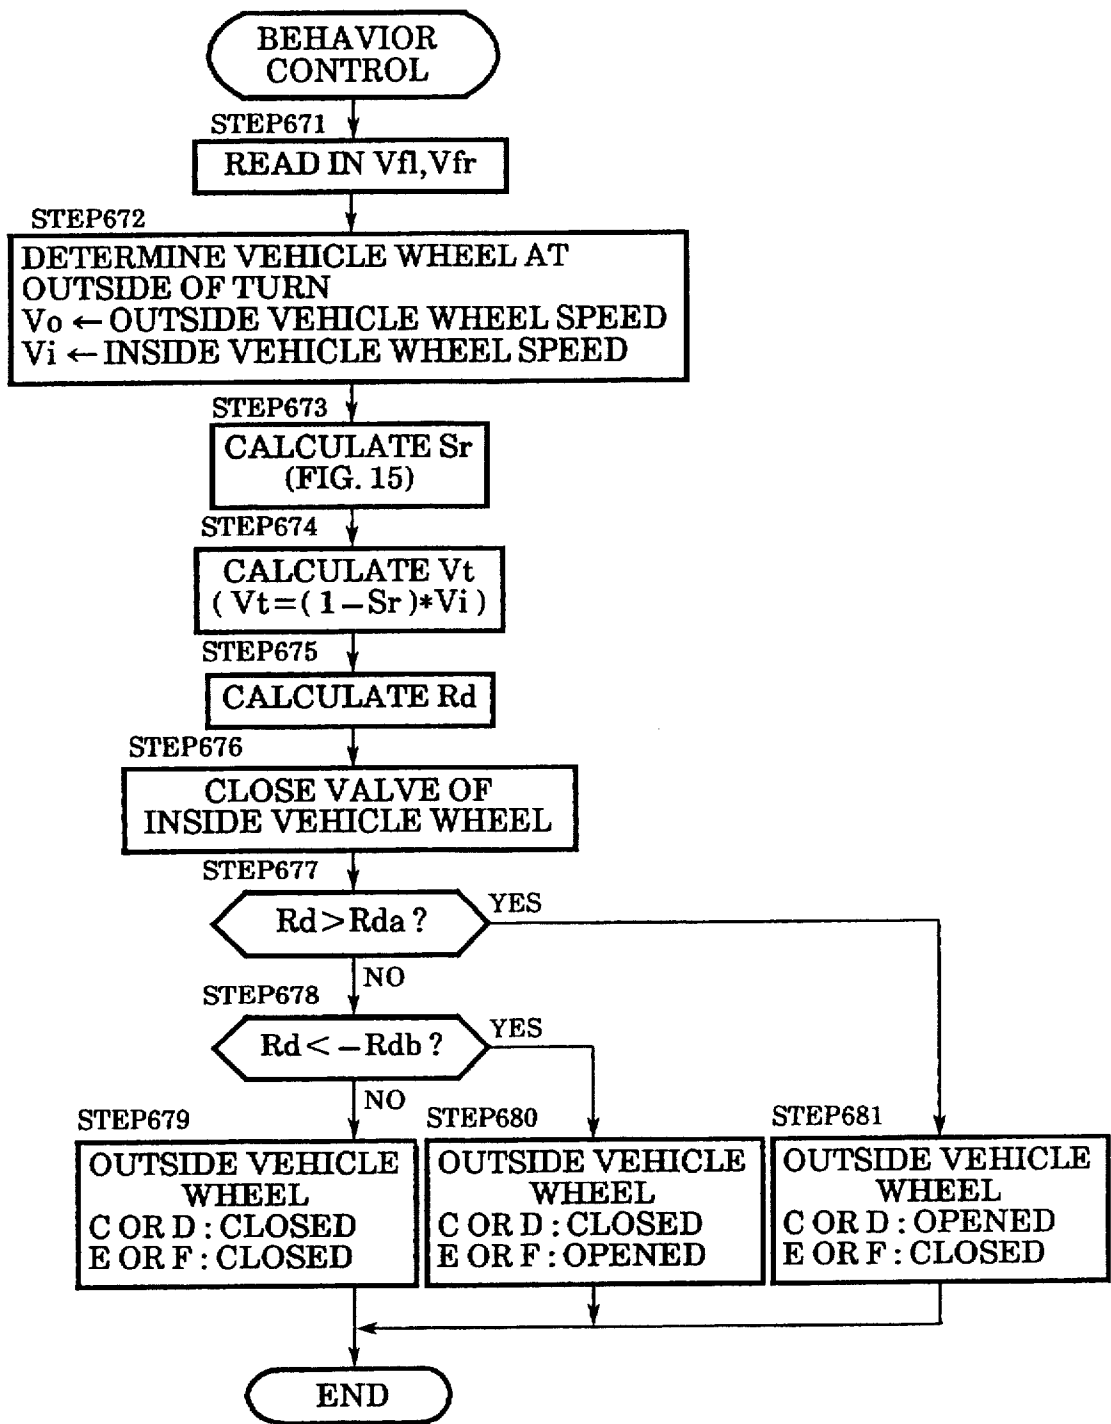 BEHAVIOR
CONTROL
STEP671
READ IN Vfl,Vfr
STEP672
DETERMINE VEHICLE WHEEL AT
OUTSIDE OF TURN
Vo ← OUTSIDE VEHICLE WHEEL SPEED
Vi ← INSIDE VEHICLE WHEEL SPEED
STEP673
CALCULATE Sr
(FIG. 15)
STEP674
CALCULATE Vt
( Vt=( 1−Sr )*Vi )
STEP675
CALCULATE Rd
STEP676
CLOSE VALVE OF
INSIDE VEHICLE WHEEL
STEP677
Rd>Rda ?
YES
NO
STEP678
Rd<−Rdb ?
YES
NO
STEP679
OUTSIDE VEHICLE
WHEEL
C OR D : CLOSED
E OR F : CLOSED
STEP680
OUTSIDE VEHICLE
WHEEL
C OR D : CLOSED
E OR F : OPENED
STEP681
OUTSIDE VEHICLE
WHEEL
C OR D : OPENED
E OR F : CLOSED
END